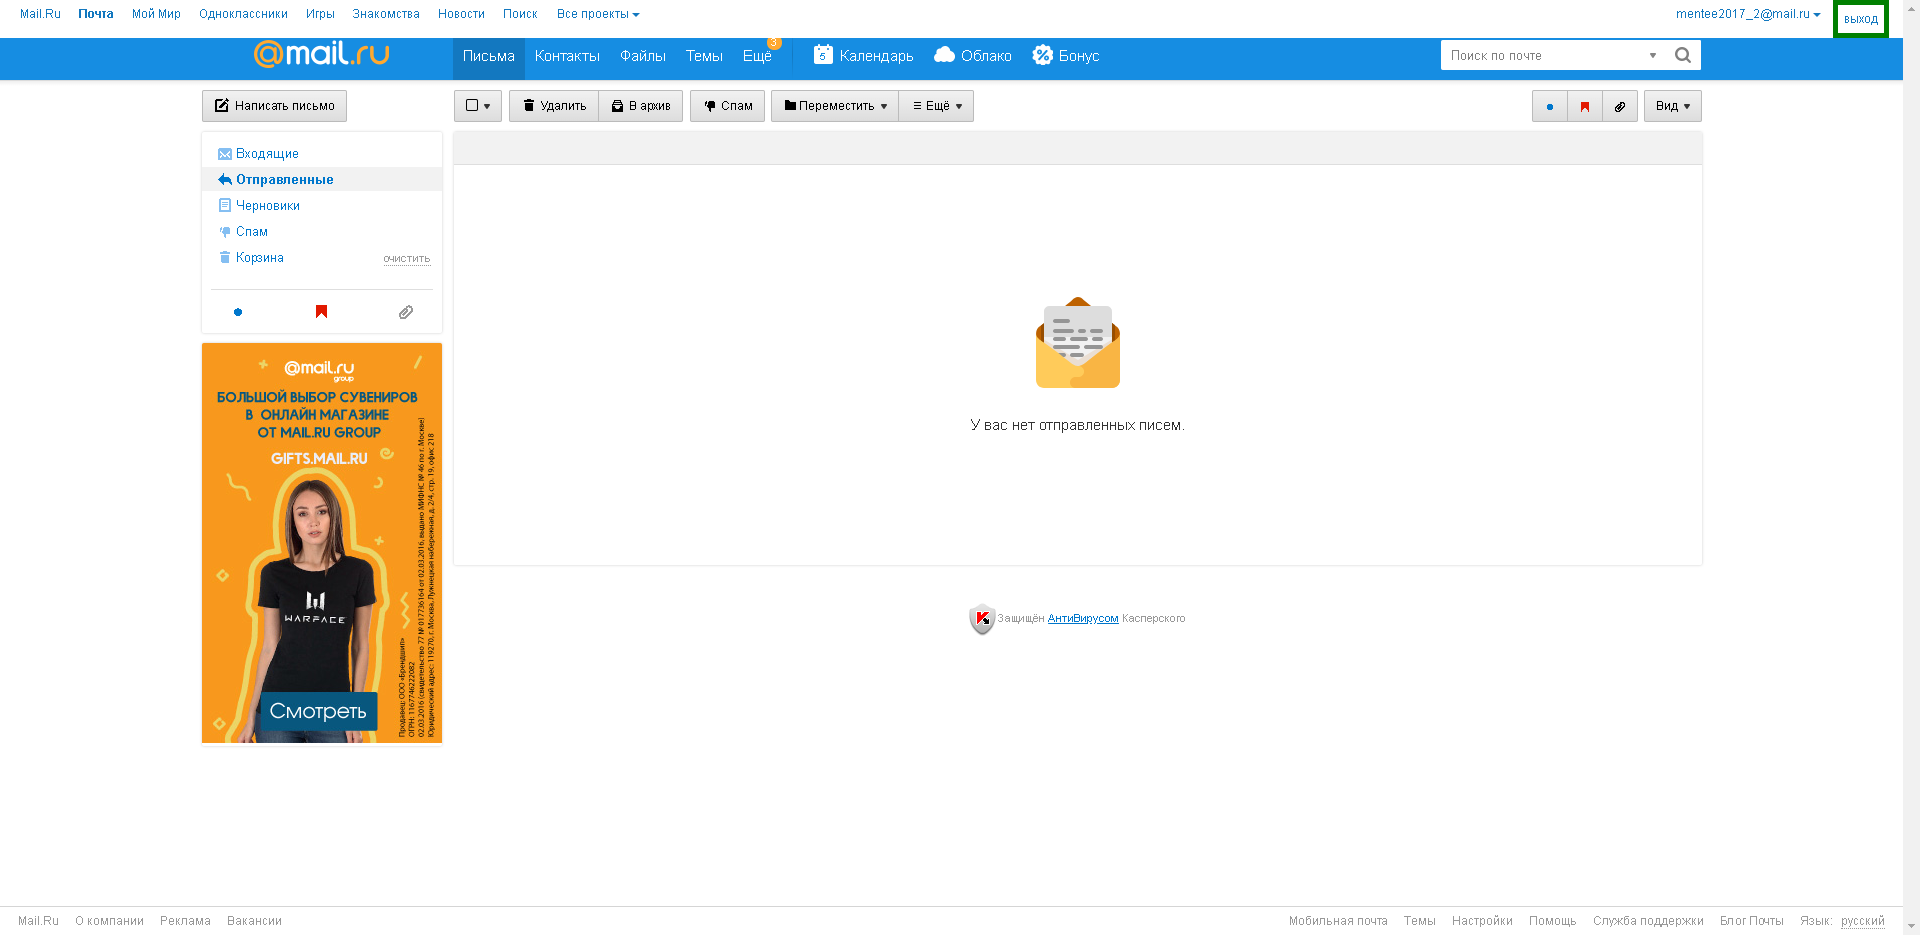 Mail.Ru Почта Мой Мир Одноклассники Игры Знакомства Новости Поиск Все проекты mentee2017_2@mail.ru выход
@mail.ru Письма Контакты Файлы Темы Ещё 3 5 Календарь Облако Бонус Поиск по почте
Написать письмо Удалить В архив Спам Переместить Ещё Вид
Входящие
Отправленные
Черновики
Спам
Корзина очистить
@mail.ru
group
БОЛЬШОЙ ВЫБОР СУВЕНИРОВ
В ОНЛАЙН МАГАЗИНЕ
ОТ MAIL.RU GROUP
GIFTS.MAIL.RU
WARFACE
Смотреть
Продавец: ООО «Брендшип»
ОГРН: 1167746222082
02.03.2016 (свидетельство 77 № 017736164 от 02.03.2016, выдано МИФНС № 46 по г. Москве)
Юридический адрес: 119270, г. Москва, Лужнецкая набережная, д. 2/4, стр. 19, офис 218
У вас нет отправленных писем.
Защищён АнтиВирусом Касперского
Mail.Ru О компании Реклама Вакансии Мобильная почта Темы Настройки Помощь Служба поддержки Блог Почты Язык: русский